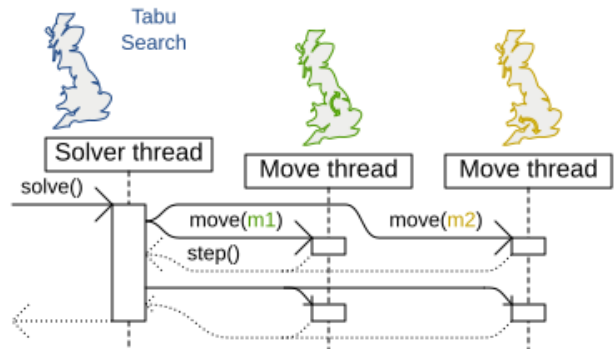 Tabu
Search
Solver thread
Move thread
Move thread
solve()
move(m1)
move(m2)
step()